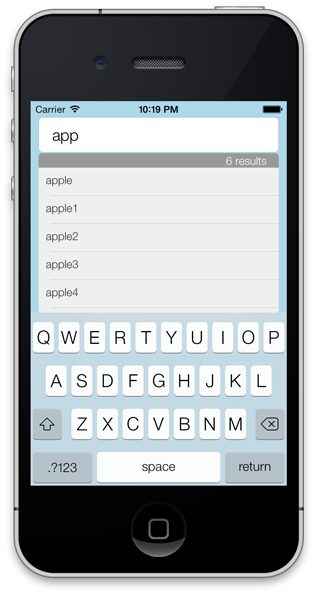 Carrier 10:19 PM
app
6 results
apple
apple1
apple2
apple3
apple4
Q W E R T Y U I O P
A S D F G H J K L
Z X C V B N M
.?123 space return